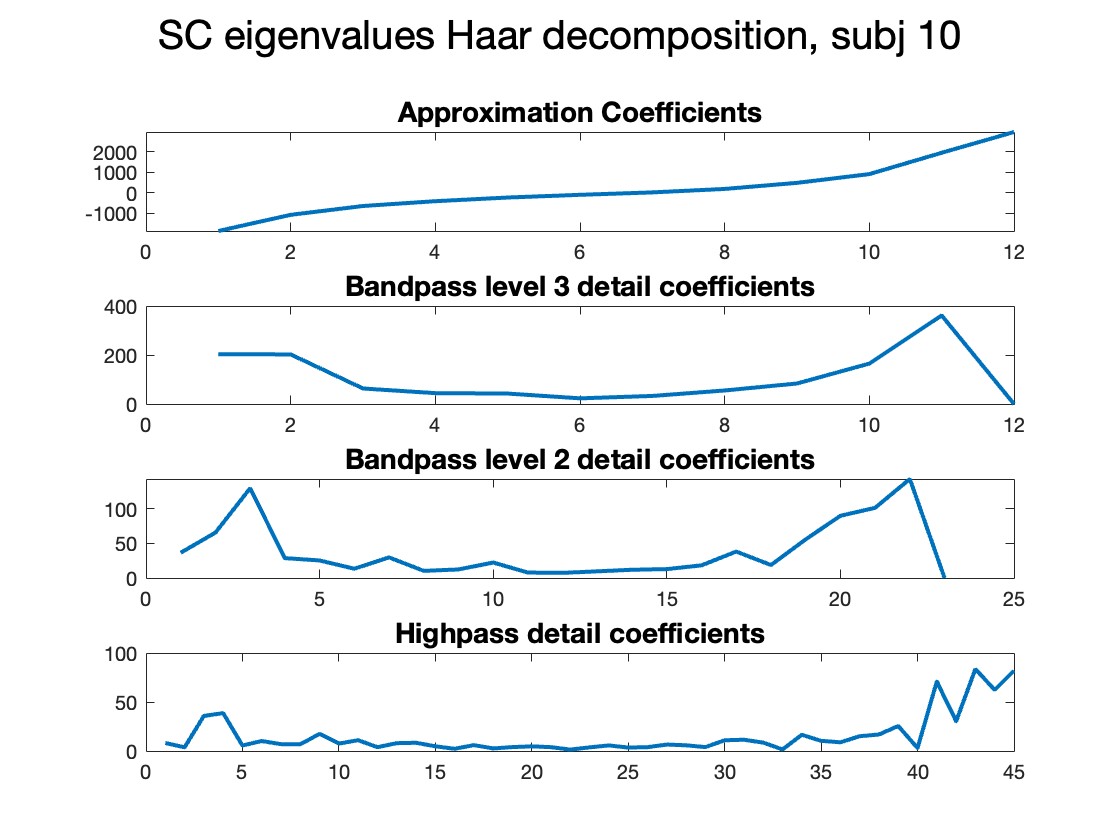 SC eigenvalues Haar decomposition, subj 10
Approximation Coefficients
2000
1000
0
-1000
0 2 4 6 8 10 12
Bandpass level 3 detail coefficients
400
200
0
0 2 4 6 8 10 12
Bandpass level 2 detail coefficients
100
50
0
0 5 10 15 20 25
Highpass detail coefficients
100
50
0
0 5 10 15 20 25 30 35 40 45